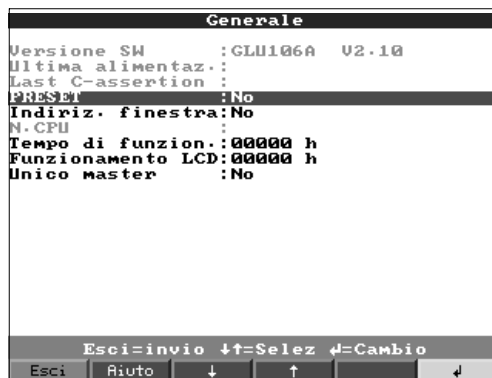 Generale
Versione SW :GLU106A V2.10
Ultima alimentaz.:
Last C-assertion :
PRESET :No
Indiriz. finestra:No
N.CPU :
Tempo di funzion.:00000 h
Funzionamento LCD:00000 h
Unico master :No
Esci=invio ↓↑=Selez ↲=Cambio
Esci Aiuto ↓ ↑ ↲